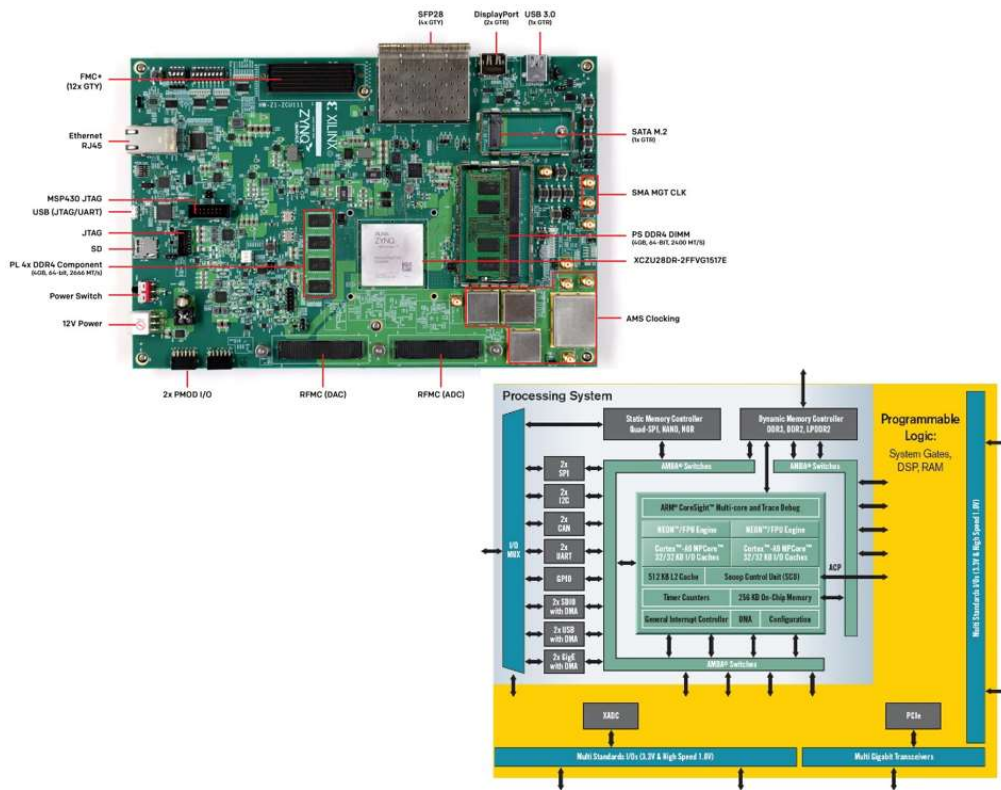 SFP28
(4x GTY)
DisplayPort
(2x GTR)
USB 3.0
(1x GTR)
FMC+
(12x GTY)
HW-Z1-ZCU111
XILINX
ZYNQ
Ethernet
RJ45
SATA M.2
(1x GTR)
MSP430 JTAG
USB (JTAG/UART)
SMA MGT CLK
JTAG
SD
PS DDR4 DIMM
(4GB, 64-BIT, 2400 MT/S)
PL 4x DDR4 Component
(4GB, 64-bit, 2666 MT/s)
XILINX
ZYNQ
XCZU28DR-2FFVG1517E
Power Switch
AMS Clocking
12V Power
2x PMOD I/O
RFMC (DAC)
RFMC (ADC)
Processing System
Static Memory Controller
Quad-SPI, NAND, NOR
Dynamic Memory Controller
DDR3, DDR2, LPDDR2
Programmable
Logic:
System Gates,
DSP, RAM
AMBA® Switches
AMBA® Switches
I/O
MUX
2x
SPI
2x
I2C
2x
CAN
2x
UART
GPIO
2x SDIO
with DMA
2x USB
with DMA
2x GigE
with DMA
ARM® CoreSight™ Multi-core and Trace Debug
NEON™/FPU Engine
NEON™/FPU Engine
Cortex™-A9 MPCore™
32/32 KB I/D Caches
Cortex™-A9 MPCore™
32/32 KB I/D Caches
512 KB L2 Cache
Snoop Control Unit (SCU)
Timer Counters
256 KB On-Chip Memory
General Interrupt Controller
DMA
Configuration
ACP
AMBA® Switches
Multi Standards I/Os (3.3V & High Speed 1.8V)
XADC
PCIe
Multi Standards I/Os (3.3V & High Speed 1.8V)
Multi Gigabit Transceivers